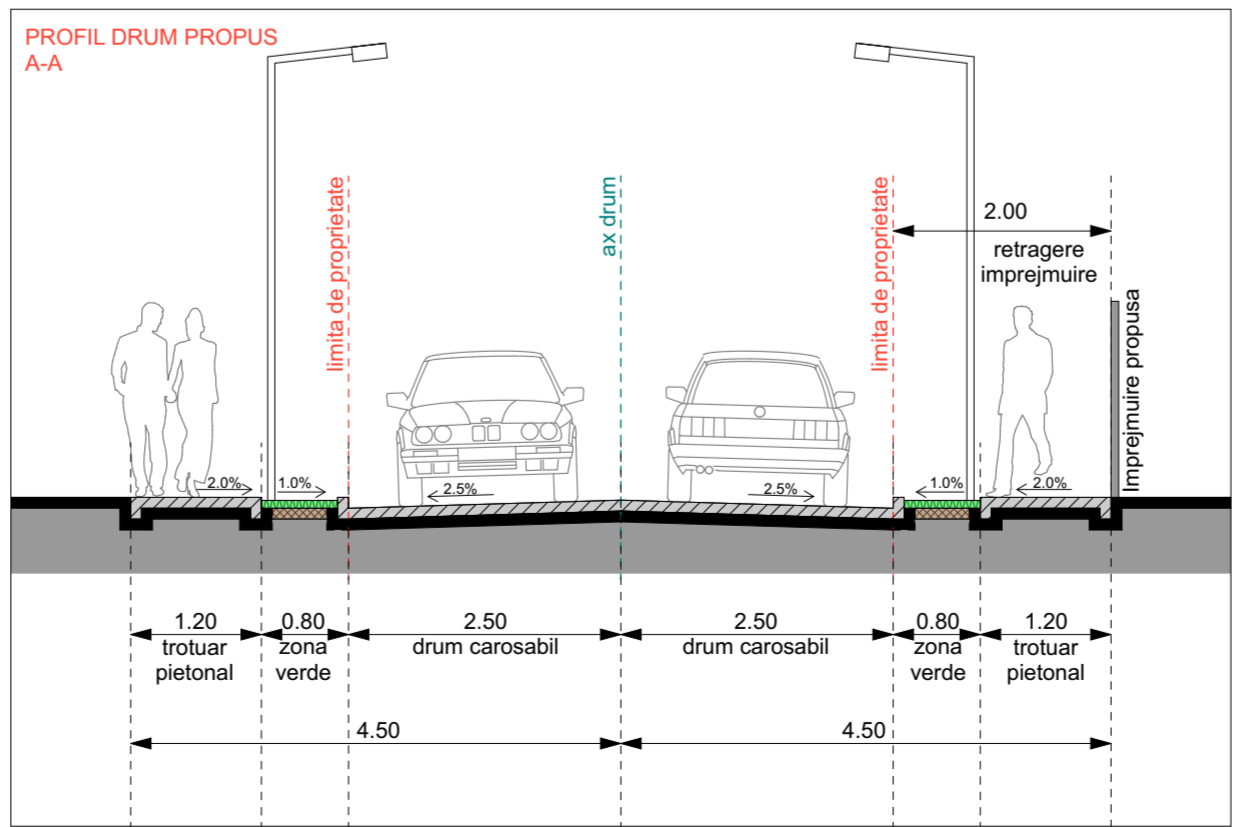 PROFIL DRUM PROPUS
A-A
limita de proprietate
ax drum
limita de proprietate
2.00
retragere
imprejmuire
Imprejmuire propusa
2.0%
1.0%
2.5%
2.5%
1.0%
2.0%
1.20
trotuar
pietonal
0.80
zona
verde
2.50
drum carosabil
2.50
drum carosabil
0.80
zona
verde
1.20
trotuar
pietonal
4.50
4.50